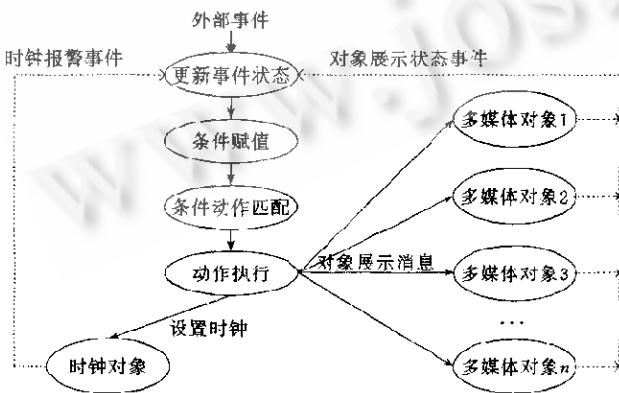 外部事件
时钟报警事件
对象展示状态事件
更新事件状态
多媒体对象1
条件赋值
多媒体对象2
条件动作匹配
动作执行
对象展示消息
多媒体对象3
...
设置时钟
时钟对象
多媒体对象n
www.jos